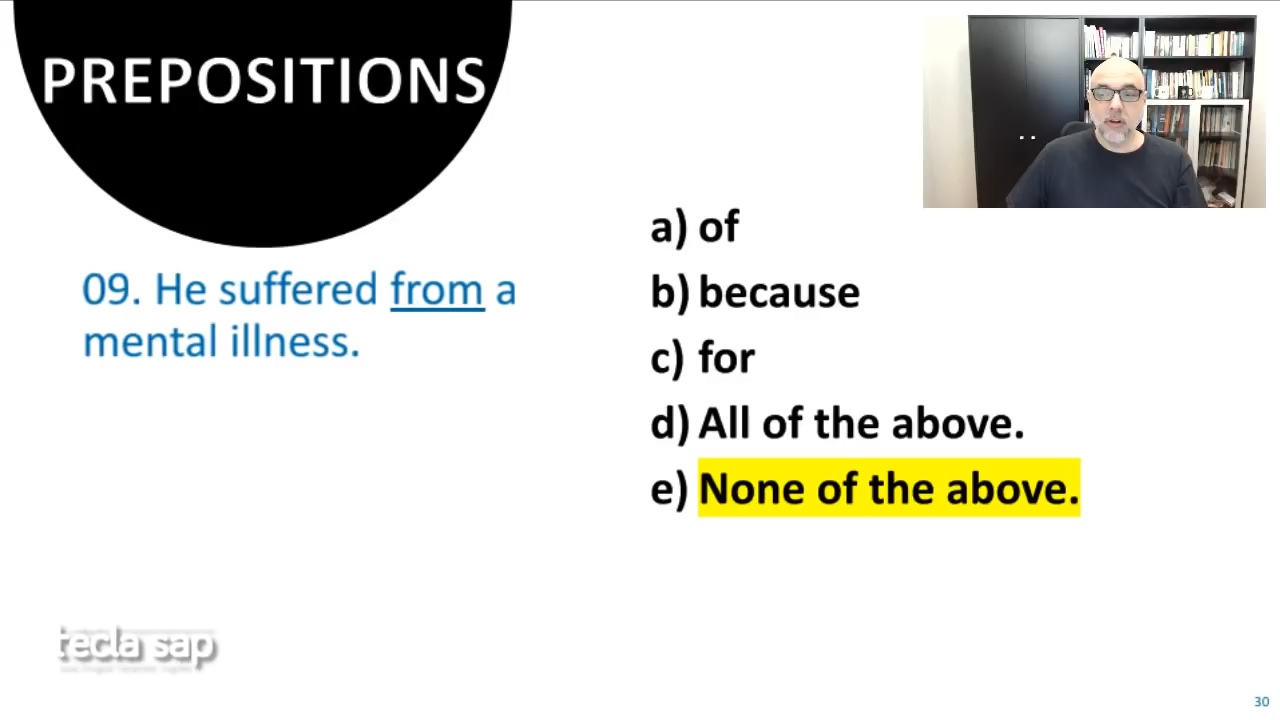 PREPOSITIONS
09. He suffered from a
mental illness.
a) of
b) because
c) for
d) All of the above.
e) None of the above.
tecla sap
30